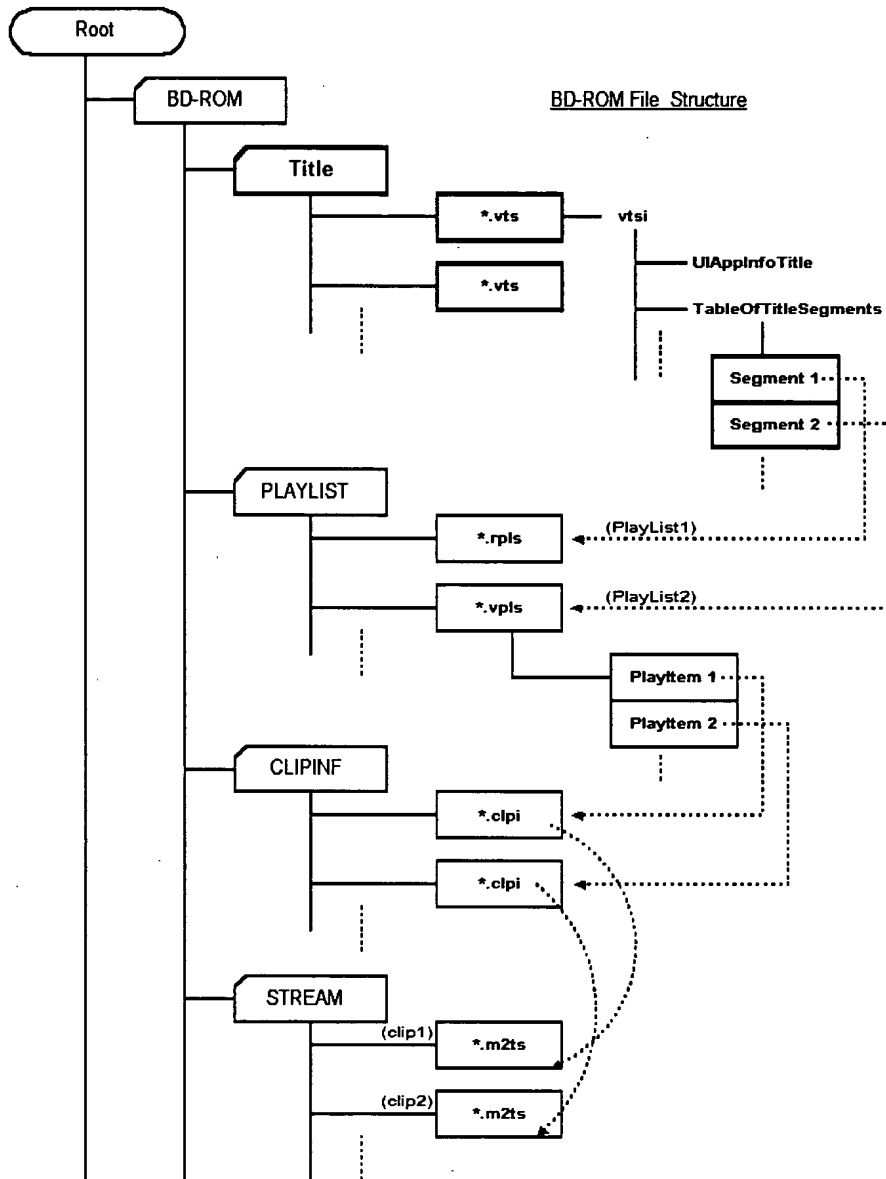 Root
BD-ROM
BD-ROM File Structure
Title
*.vts
vtsi
UIAppInfoTitle
*.vts
TableOfTitleSegments
Segment 1
Segment 2
PLAYLIST
*.rpls
(PlayList1)
*.vpls
(PlayList2)
PlayItem 1
PlayItem 2
CLIPINF
*.clpi
*.clpi
STREAM
(clip1)
*.m2ts
(clip2)
*.m2ts